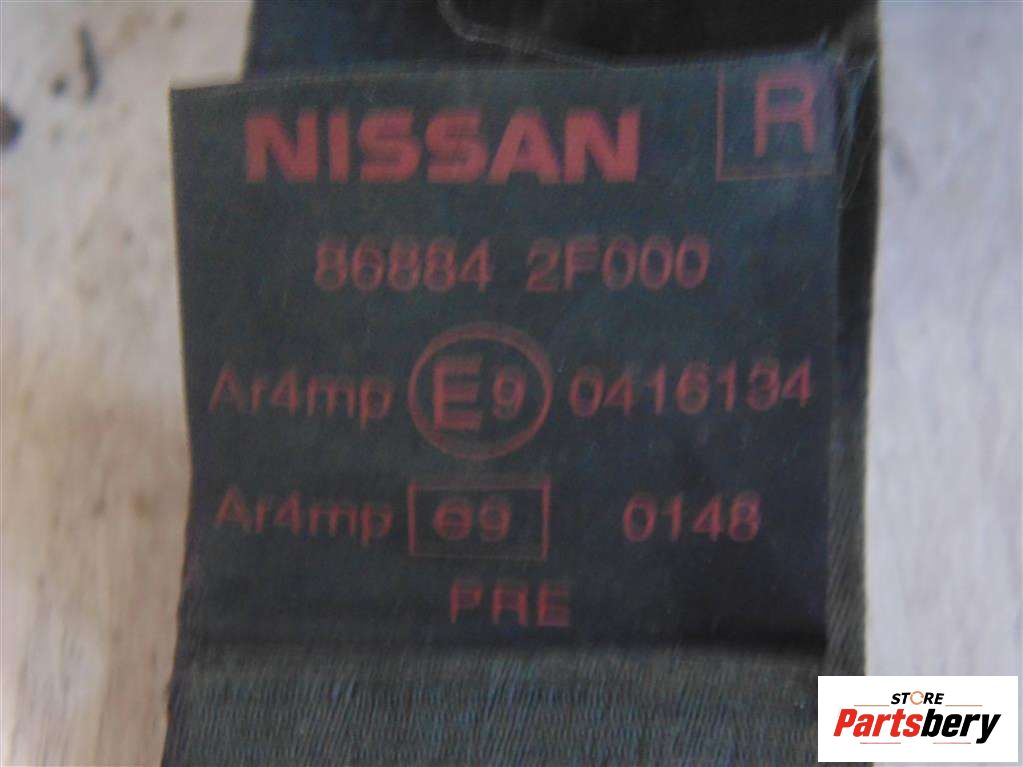 NISSAN R
86884 2F000
Ar4mp E9 0416134
Ar4mp e9 0148
PRE
STORE
Partsbery